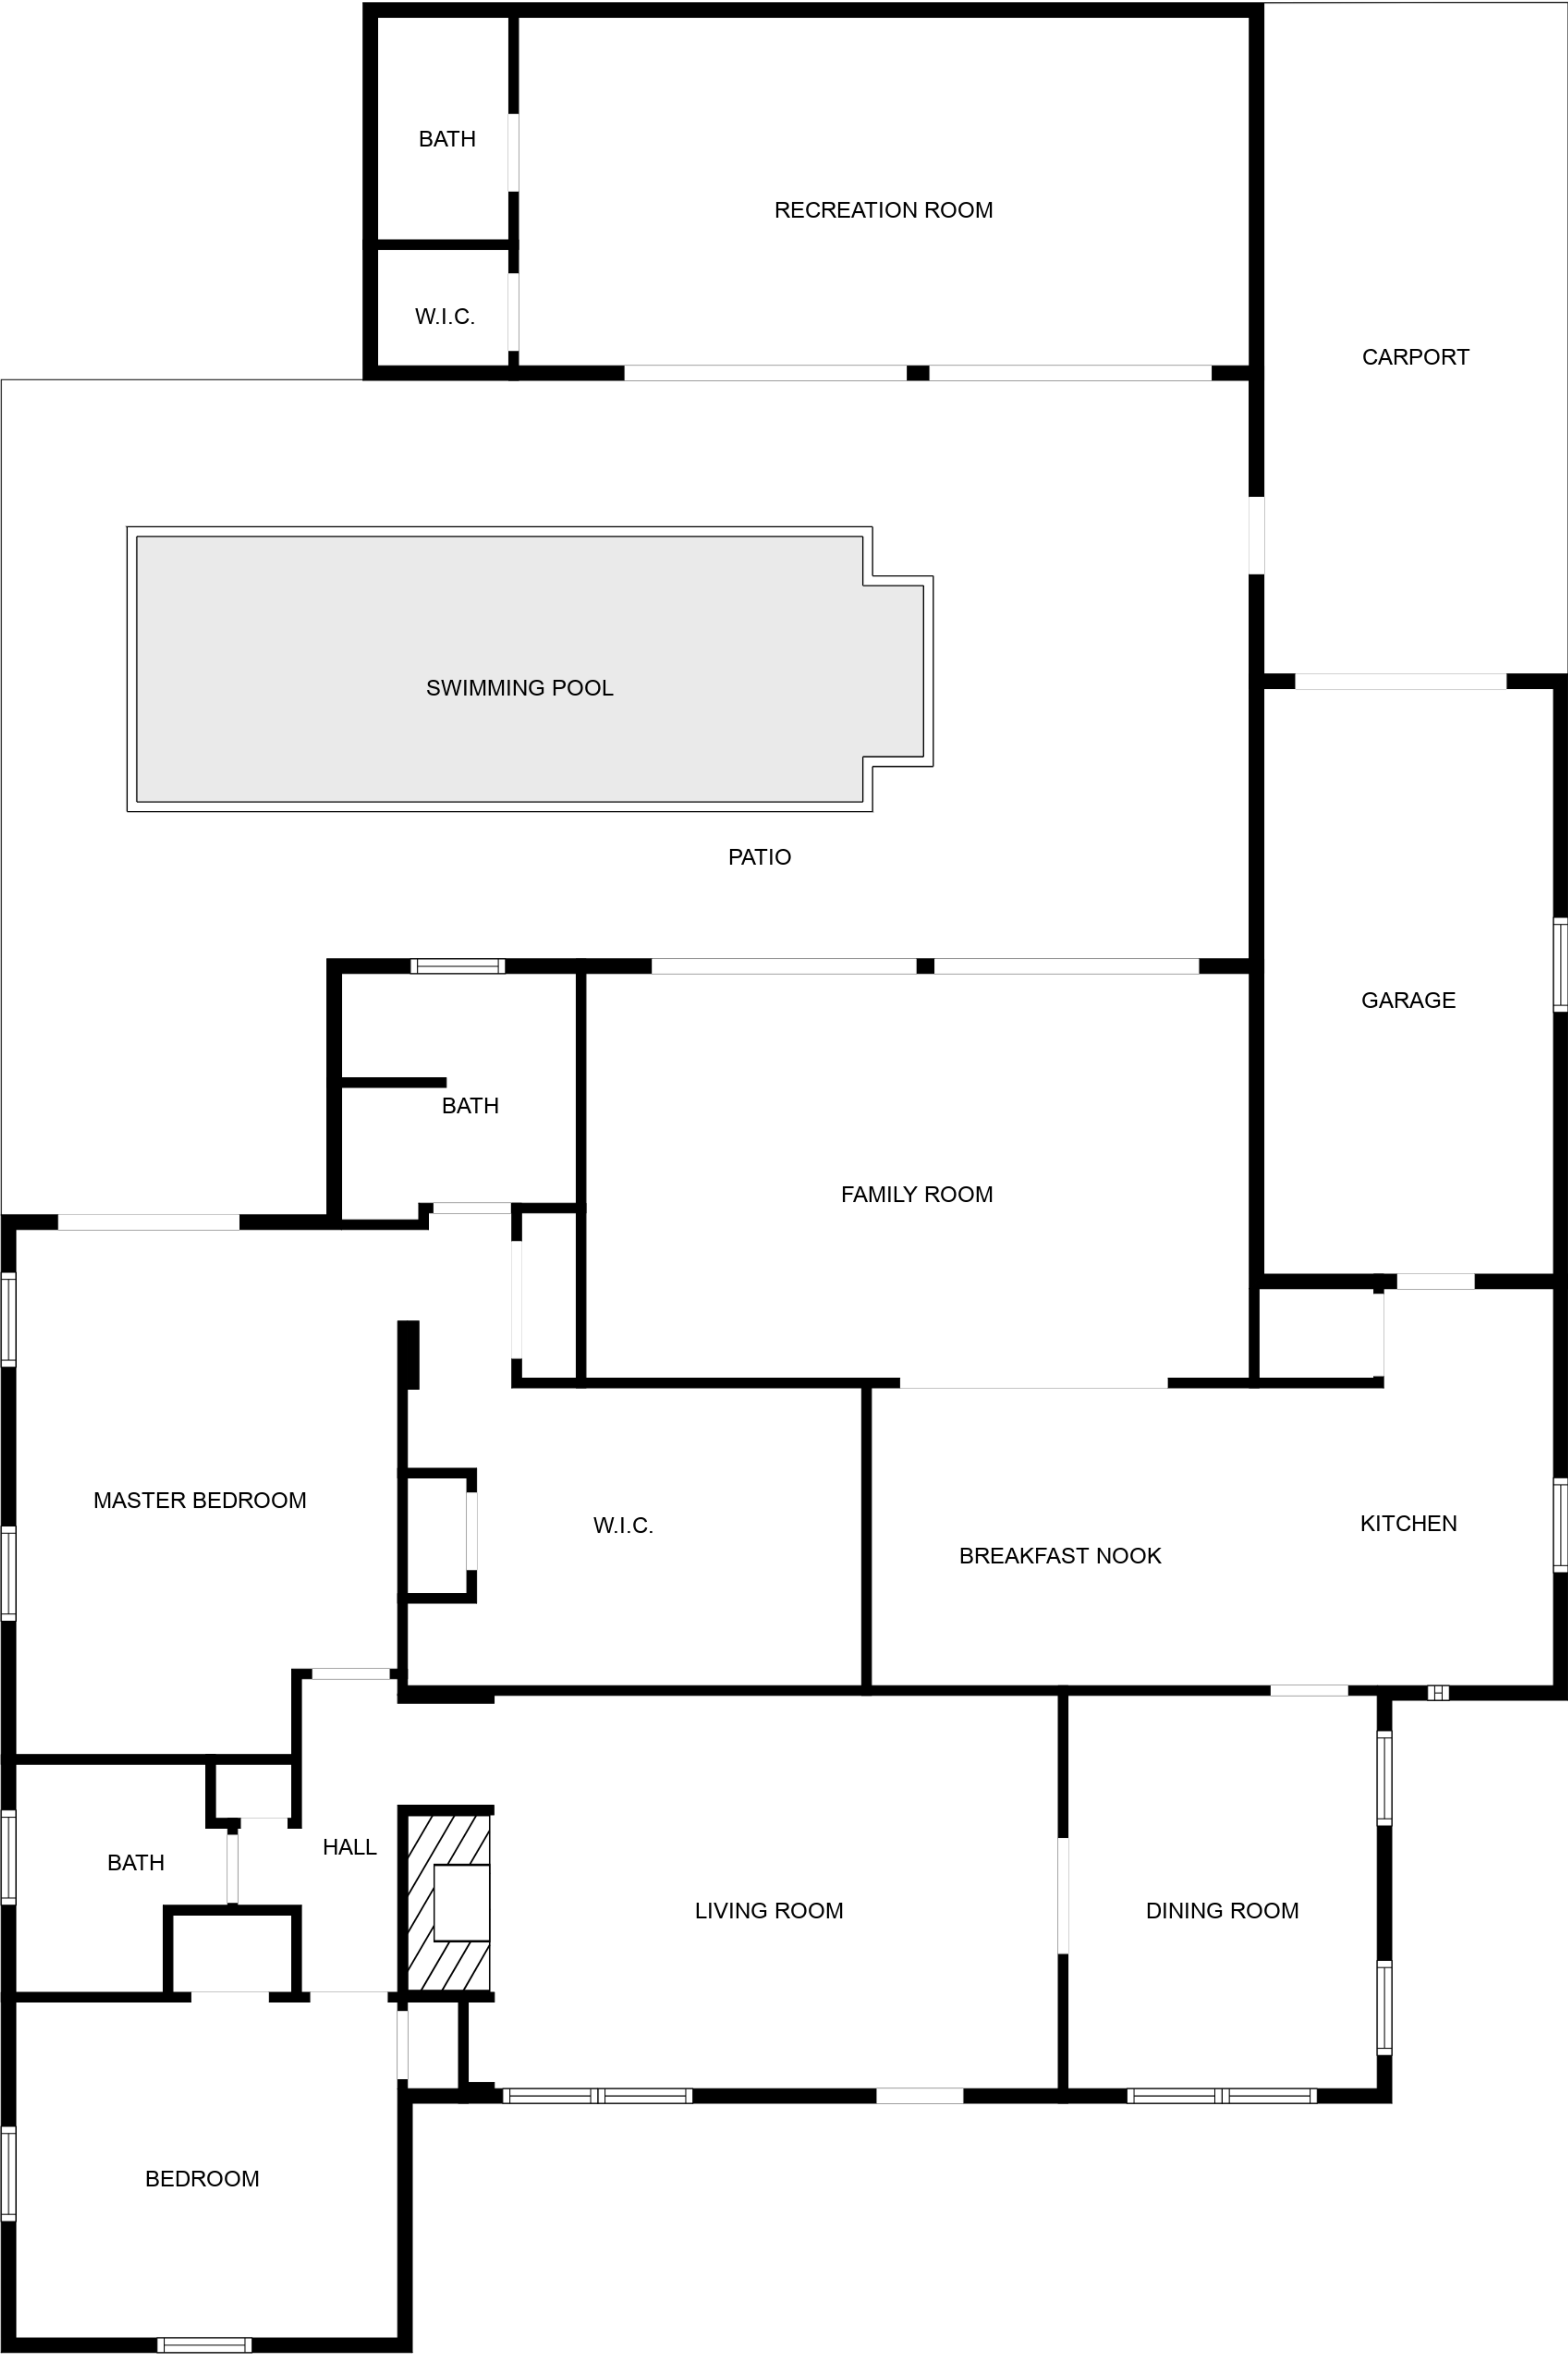 BATH
RECREATION ROOM
W.I.C.
CARPORT
SWIMMING POOL
PATIO
GARAGE
BATH
FAMILY ROOM
MASTER BEDROOM
W.I.C.
KITCHEN
BREAKFAST NOOK
HALL
BATH
LIVING ROOM
DINING ROOM
BEDROOM